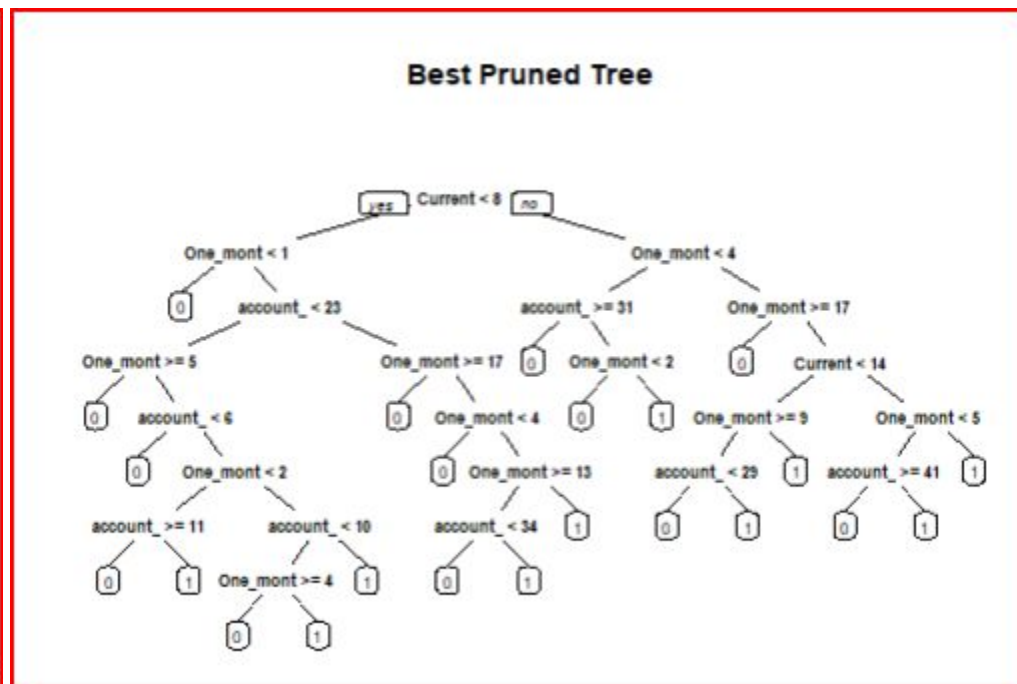 Best Pruned Tree
yes Current < 8 no
One_mont < 1 One_mont < 4
0 account_ < 23 account_ >= 31 One_mont >= 17
One_mont >= 5 One_mont >= 17 0 One_mont < 2 0 Current < 14
0 account_ < 6 0 One_mont < 4 0 1 One_mont >= 9 One_mont < 5
0 One_mont < 2 0 One_mont >= 13 account_ < 29 1 account_ >= 41 1
account_ >= 11 account_ < 10 account_ < 34 1 0 1 0 1
0 1 One_mont >= 4 1 0 1
0 1